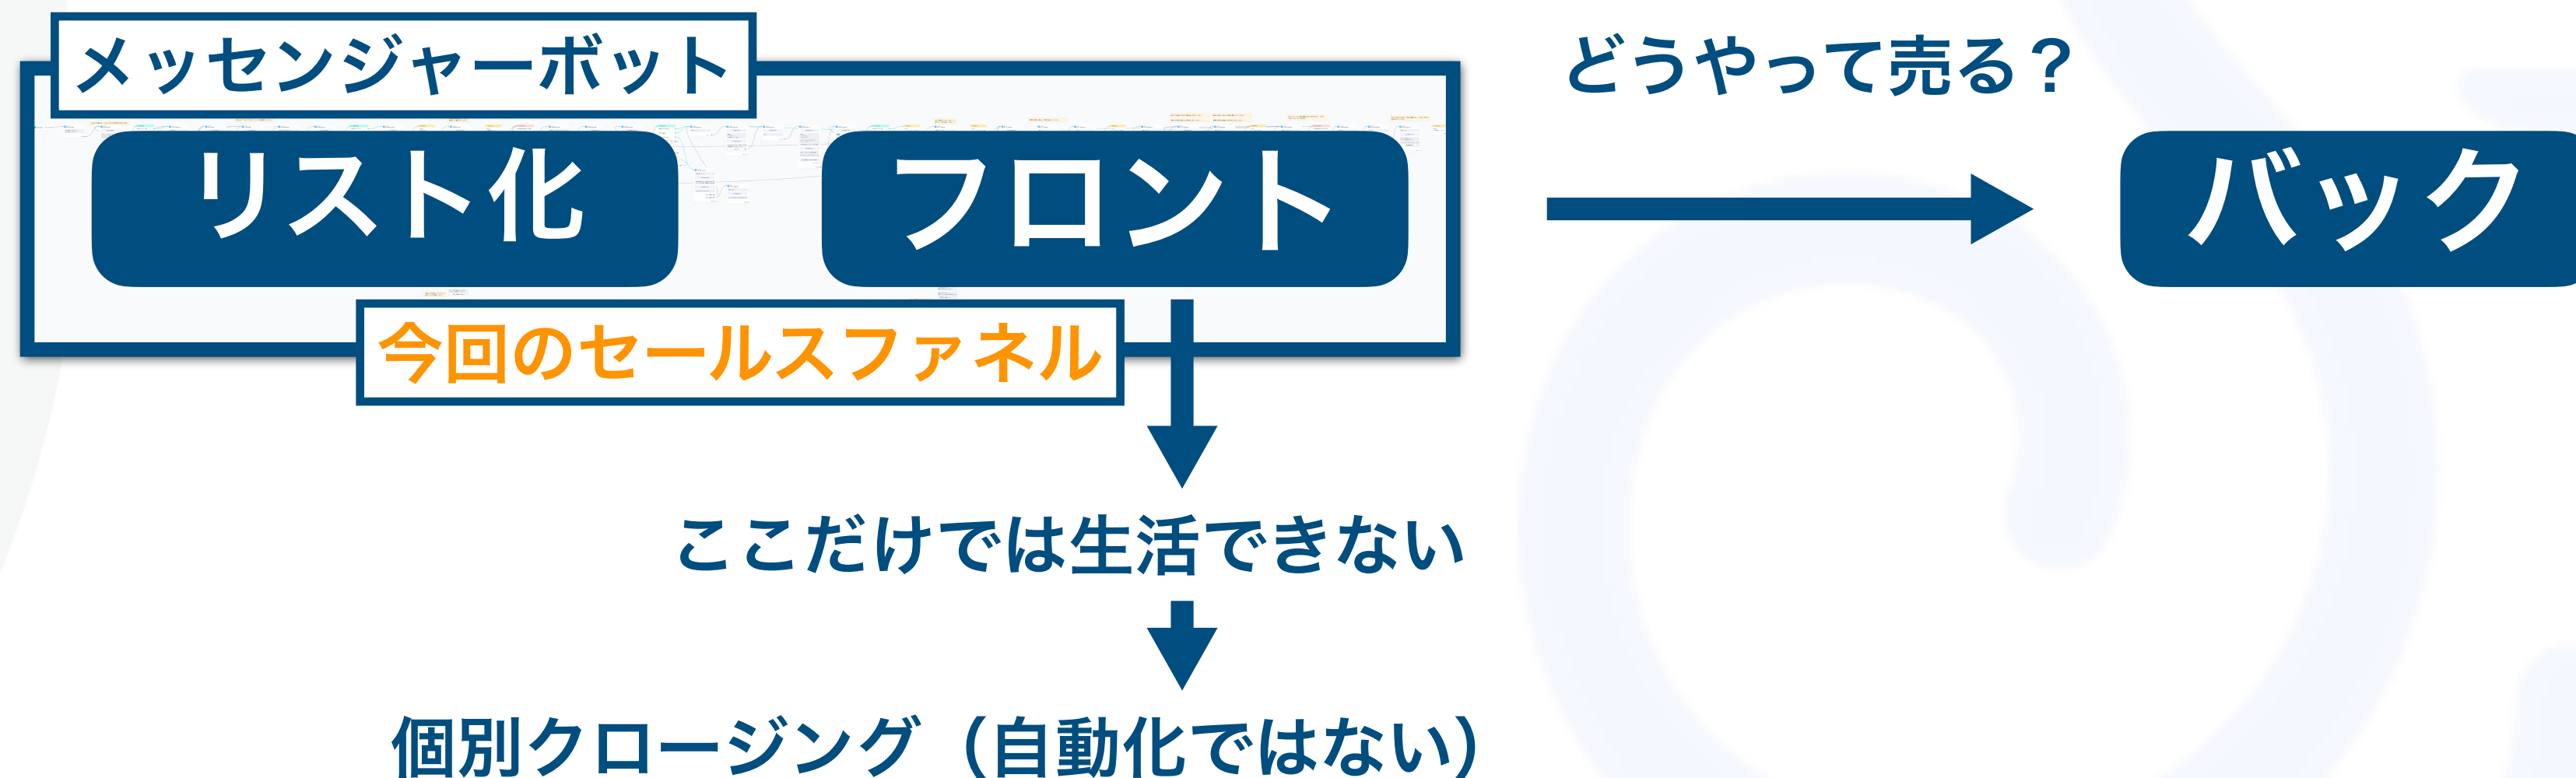 メッセンジャーボット
どうやって売る？
リスト化
フロント
バック
今回のセールスファネル
ここだけでは生活できない
個別クロージング（自動化ではない）